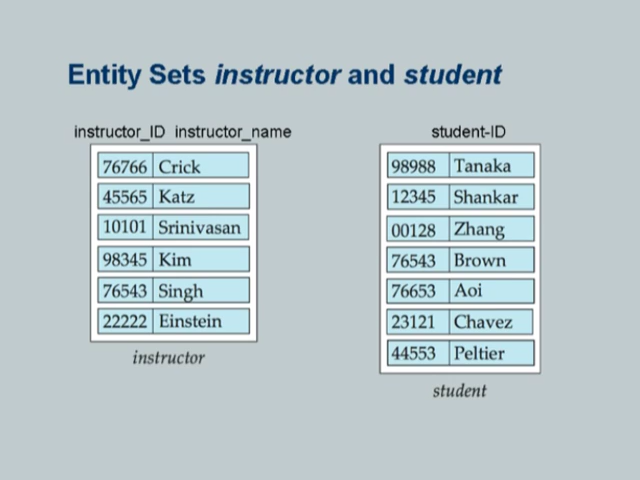 Entity Sets instructor and student
instructor_ID instructor_name
76766 Crick
45565 Katz
10101 Srinivasan
98345 Kim
76543 Singh
22222 Einstein
instructor
student-ID
98988 Tanaka
12345 Shankar
00128 Zhang
76543 Brown
76653 Aoi
23121 Chavez
44553 Peltier
student